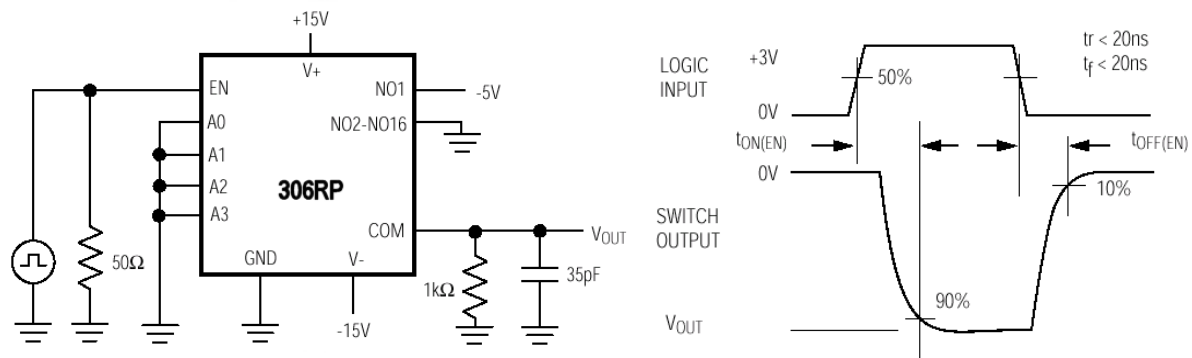 +15V
V+
EN
A0
A1
A2
A3
NO1
-5V
NO2-NO16
306RP
COM
VOUT
GND
V-
50Ω
1kΩ
35pF
-15V
LOGIC
INPUT
+3V
50%
0V
tr < 20ns
tf < 20ns
tON(EN)
tOFF(EN)
0V
10%
SWITCH
OUTPUT
90%
VOUT